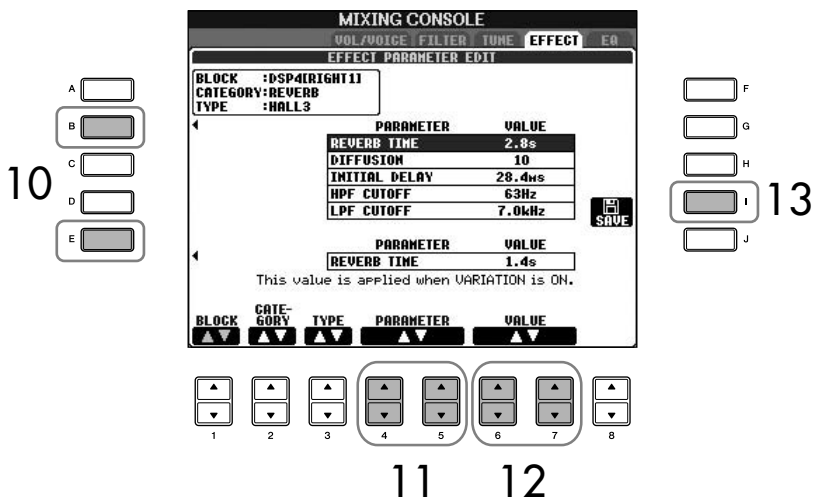 MIXING CONSOLE
VOL/VOICE FILTER TUNE EFFECT EQ
EFFECT PARAMETER EDIT
BLOCK :DSP4[RIGHT1]
CATEGORY:REVERB
TYPE :HALL3
PARAMETER VALUE
REVERB TIME 2.8s
DIFFUSION 10
INITIAL DELAY 28.4ms
HPF CUTOFF 63Hz
LPF CUTOFF 7.0kHz
SAVE
PARAMETER VALUE
REVERB TIME 1.4s
This value is applied when VARIATION is ON.
BLOCK CATE-GORY TYPE PARAMETER VALUE
A
B
C
D
E
10
F
G
H
I
J
13
1 2 3 4 5 6 7 8
11 12